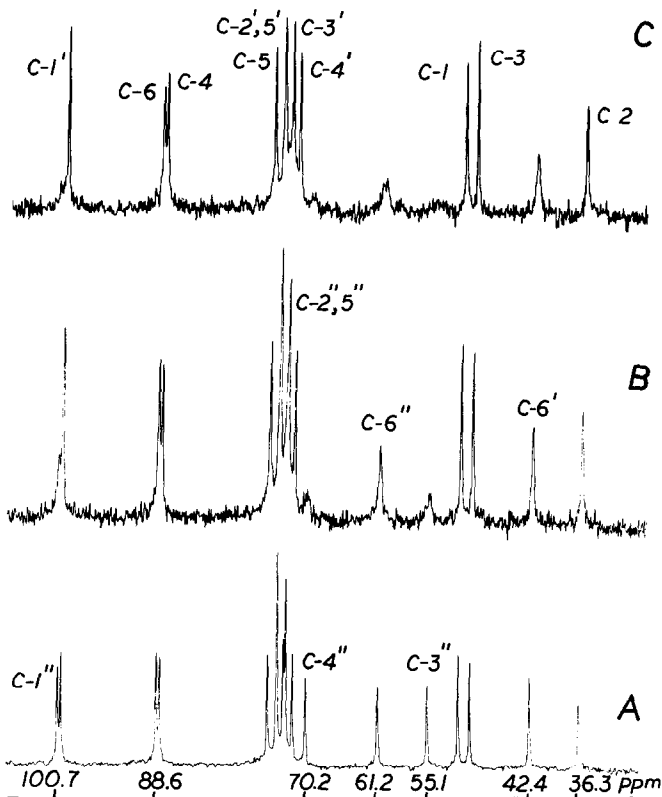 C-2',5'
C-3'
C
C-1'
C-5
C-4'
C-1
C-3
C-6
C-4
C 2
C-2",5"
B
C-6"
C-6'
C-1"
C-4"
C-3"
A
100.7 88.6 70.2 61.2 55.1 42.4 36.3 ppm